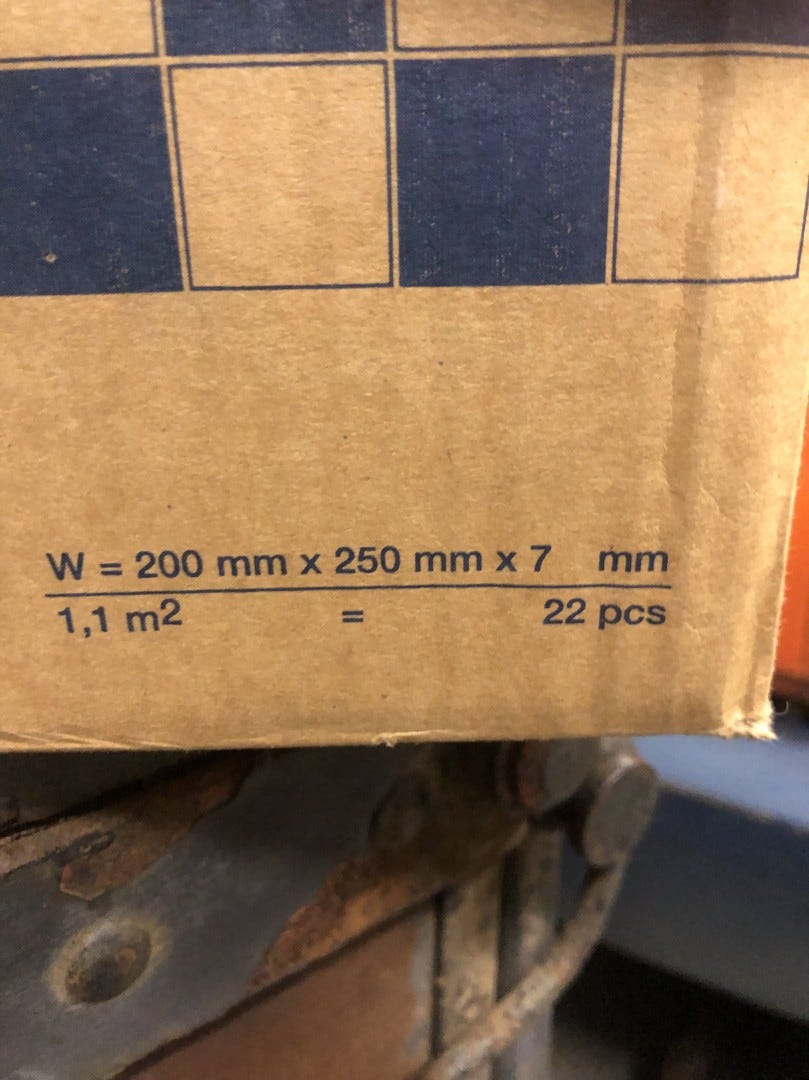 W = 200 mm x 250 mm x 7 mm
1,1 m2 = 22 pcs